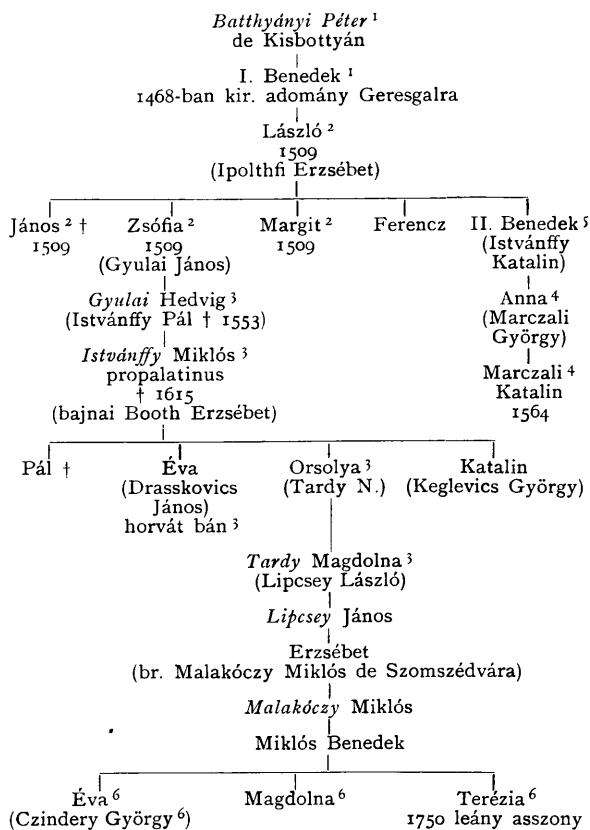 Batthyányi Péter ¹
de Kisbottyán
I. Benedek ¹
1468-ban kir. adomány Geresgalra
László ²
1509
(Ipolthfi Erzsébet)
János ² † Zsófia ² Margit ² Ferencz II. Benedek ⁵
1509 1509 1509 (Istvánffy
(Gyulai János) Katalin)
Gyulai Hedvig ³ Anna ⁴
(Istvánffy Pál † 1553) (Marczali
György)
Istvánffy Miklós ³ Marczali ⁴
propalatinus Katalin
† 1615 1564
(bajnai Booth Erzsébet)
Pál † Éva Orsolya ³ Katalin
(Drasskovics (Tardy N.) (Keglevics György)
János)
horvát bán ³
Tardy Magdolna ³
(Lipcsey László)
Lipcsey János
Erzsébet
(br. Malakóczy Miklós de Szomszédvára)
Malakóczy Miklós
Miklós Benedek
Éva ⁶ Magdolna ⁶ Terézia ⁶
(Czindery György ⁶) 1750 leány asszony